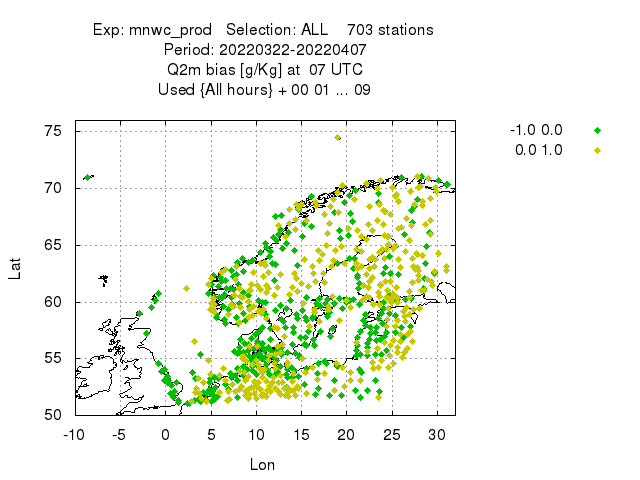 Exp: mnwc_prod   Selection: ALL    703 stations
Period: 20220322-20220407
Q2m bias [g/Kg] at  07 UTC
Used {All hours} + 00 01 ... 09
-1.0 0.0
0.0 1.0
75
70
65
60
55
50
-10 -5 0 5 10 15 20 25 30
Lat
Lon